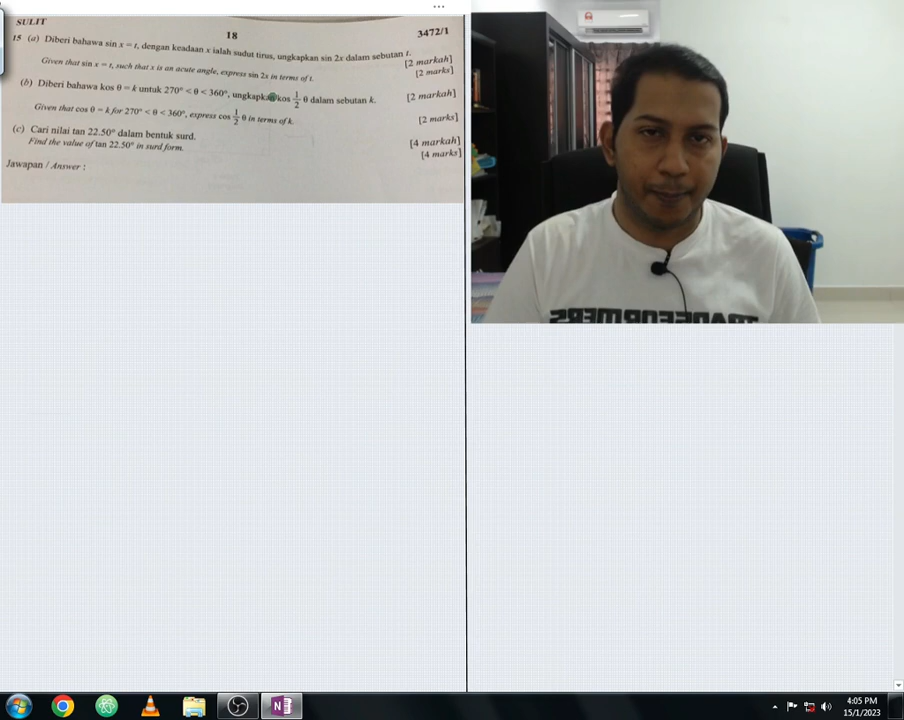 SULIT
18
3472/1
15 (a) Diberi bahawa sin x = t, dengan keadaan x ialah sudut tirus, ungkapkan sin 2x dalam sebutan t.
[2 markah]
Given that sin x = t, such that x is an acute angle, express sin 2x in terms of t.
[2 marks]
(b) Diberi bahawa kos θ = k untuk 270° < θ < 360°, ungkapkan kos 1/2 θ dalam sebutan k.
[2 markah]
Given that cos θ = k for 270° < θ < 360°, express cos 1/2 θ in terms of k.
[2 marks]
(c) Cari nilai tan 22.50° dalam bentuk surd.
[4 markah]
Find the value of tan 22.50° in surd form.
[4 marks]
Jawapan / Answer :
TRANSFORMERS
4:05 PM
15/1/2023